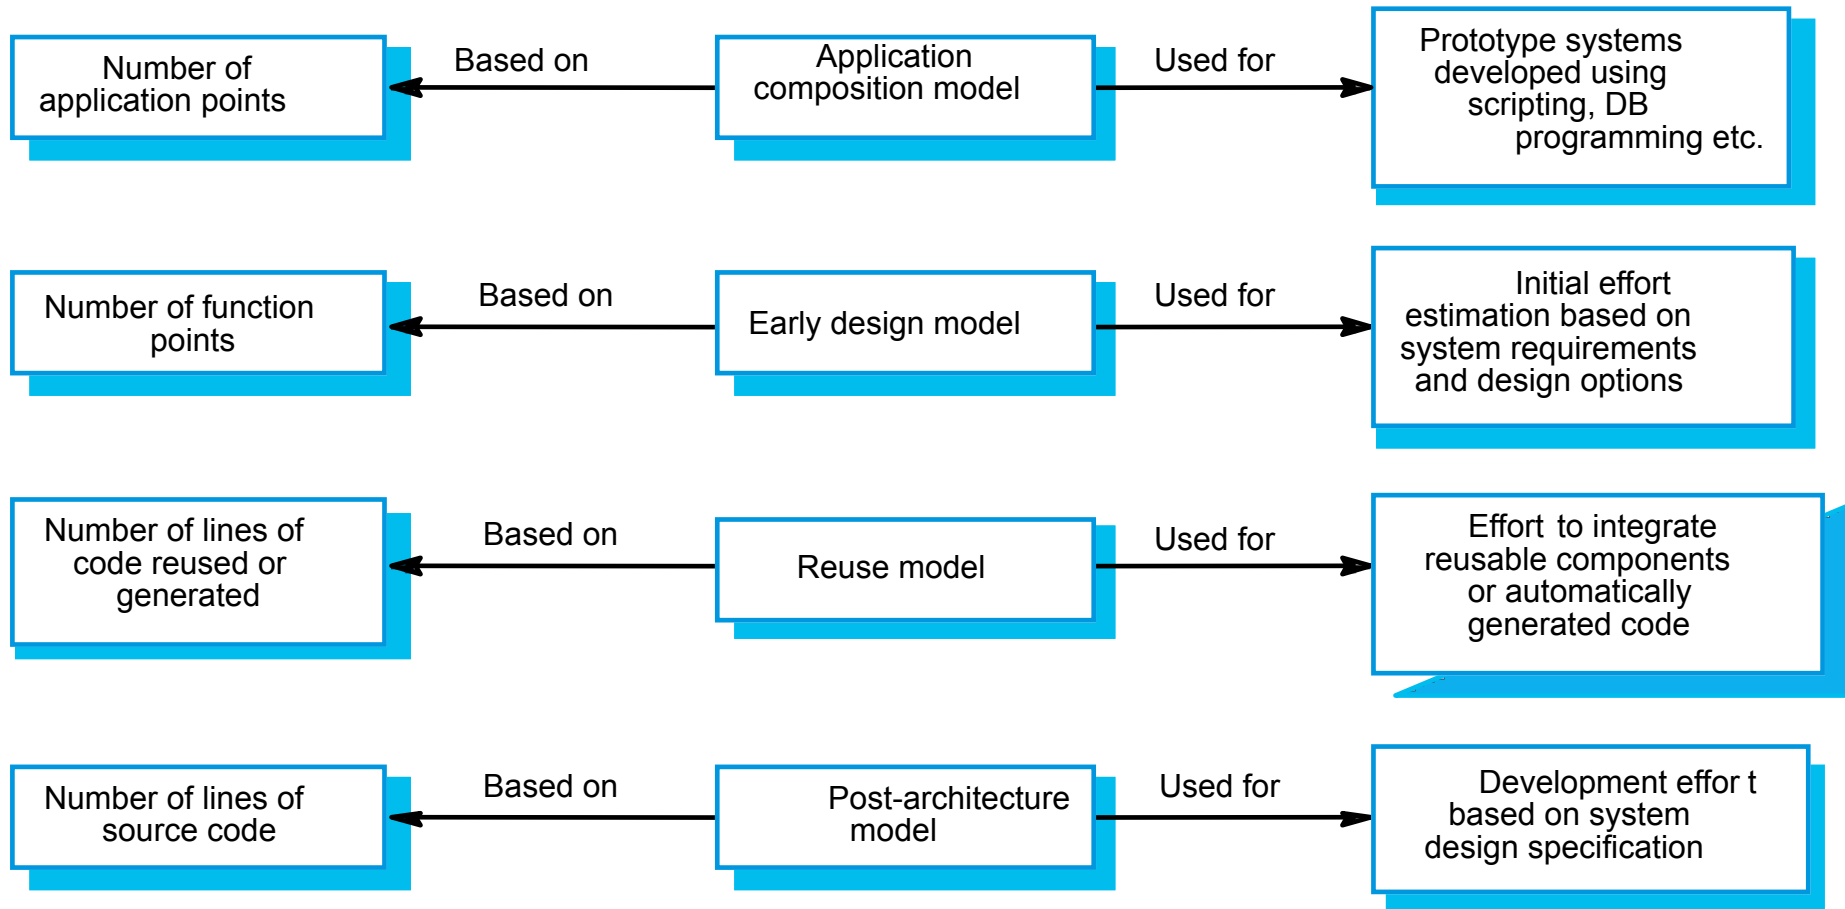 Number of
application points
Based on
Application
composition model
Used for
Prototype systems
developed using
scripting, DB
programming etc.
Number of function
points
Based on
Early design model
Used for
Initial effort
estimation based on
system requirements
and design options
Number of lines of
code reused or
generated
Based on
Reuse model
Used for
Effort to integrate
reusable components
or automatically
generated code
Number of lines of
source code
Based on
Post-architecture
model
Used for
Development effor t
based on system
design specification